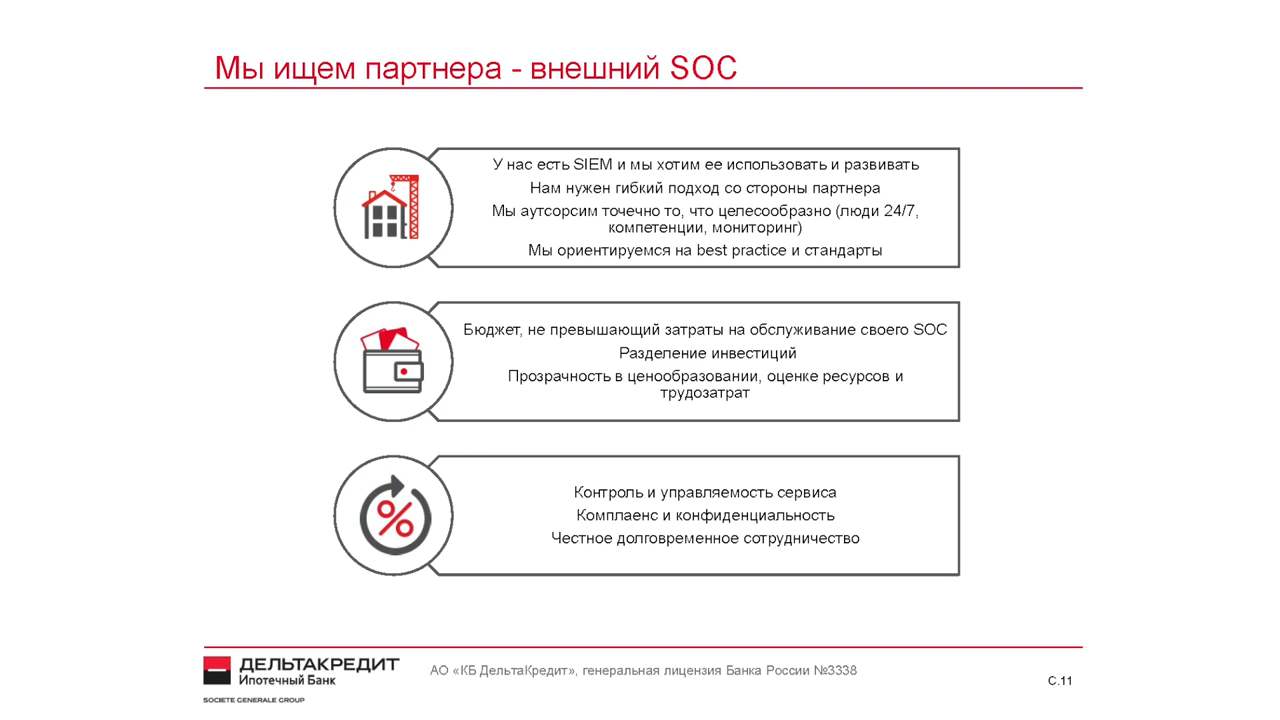 Мы ищем партнера - внешний SOC
У нас есть SIEM и мы хотим ее использовать и развивать
Нам нужен гибкий подход со стороны партнера
Мы аутсорсим точечно то, что целесообразно (люди 24/7,
компетенции, мониторинг)
Мы ориентируемся на best practice и стандарты
Бюджет, не превышающий затраты на обслуживание своего SOC
Разделение инвестиций
Прозрачность в ценообразовании, оценке ресурсов и
трудозатрат
%
Контроль и управляемость сервиса
Комплаенс и конфиденциальность
Честное долговременное сотрудничество
ДЕЛЬТАКРЕДИТ
Ипотечный Банк
SOCIETE GENERALE GROUP
АО «КБ ДельтаКредит», генеральная лицензия Банка России №3338
С.11